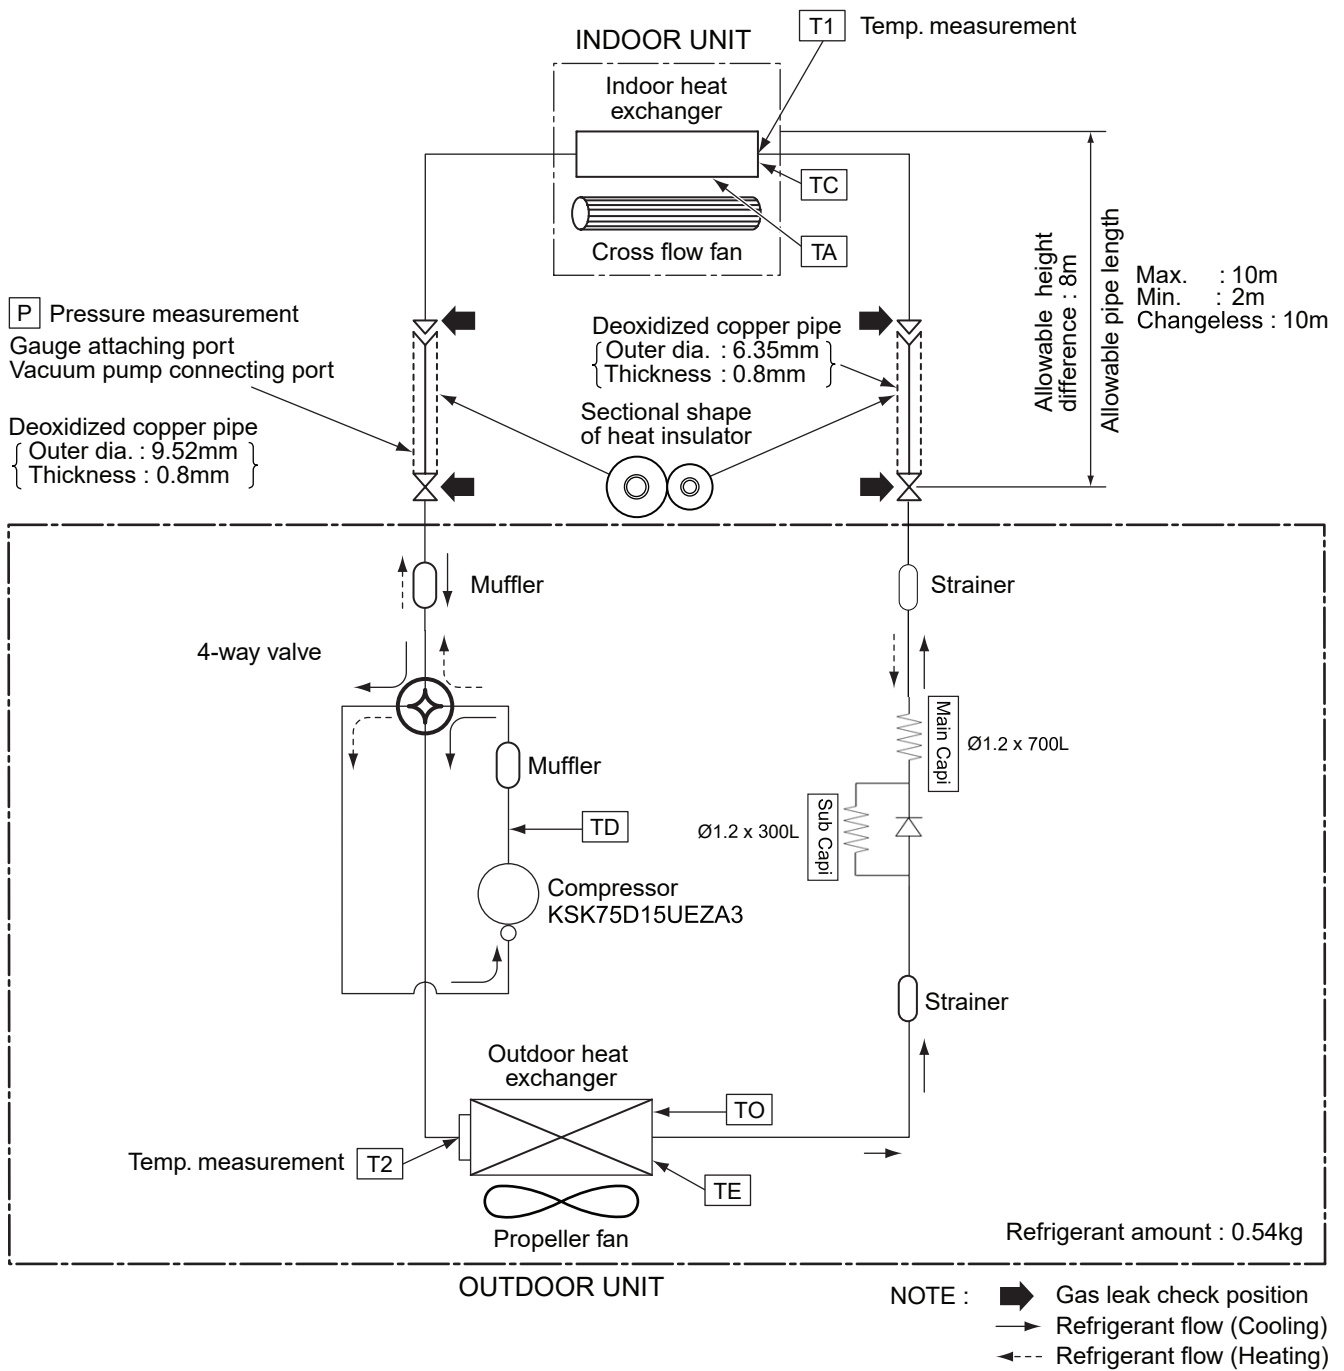 T1 Temp. measurement
INDOOR UNIT
Indoor heat
exchanger
TC
Cross flow fan
TA
Allowable height
difference : 8m
Allowable pipe length
Max. : 10m
Min. : 2m
Changeless : 10m
P Pressure measurement
Gauge attaching port
Vacuum pump connecting port
Deoxidized copper pipe
Outer dia. : 9.52mm
Thickness : 0.8mm
Deoxidized copper pipe
Outer dia. : 6.35mm
Thickness : 0.8mm
Sectional shape
of heat insulator
Muffler
Strainer
4-way valve
Muffler
Main Capi
Ø1.2 x 700L
TD
Sub Capi
Ø1.2 x 300L
Compressor
KSK75D15UEZA3
Strainer
Outdoor heat
exchanger
TO
Temp. measurement T2
TE
Propeller fan
Refrigerant amount : 0.54kg
OUTDOOR UNIT
NOTE :
Gas leak check position
Refrigerant flow (Cooling)
Refrigerant flow (Heating)